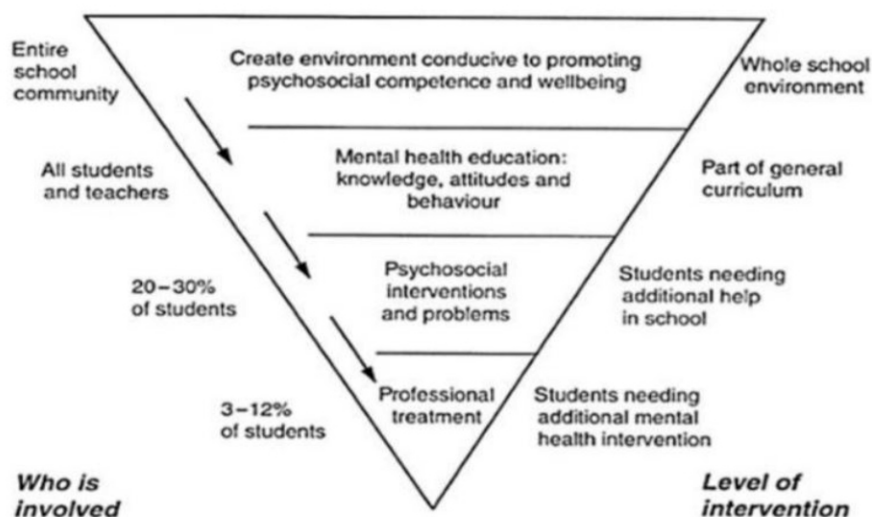 Entire
school
community
Create environment conducive to promoting
psychosocial competence and wellbeing
Whole school
environment
All students
and teachers
Mental health education:
knowledge, attitudes and
behaviour
Part of general
curriculum
20–30%
of students
Psychosocial
interventions
and problems
Students needing
additional help
in school
3–12%
of students
Professional
treatment
Students needing
additional mental
health intervention
Who is
involved
Level of
intervention